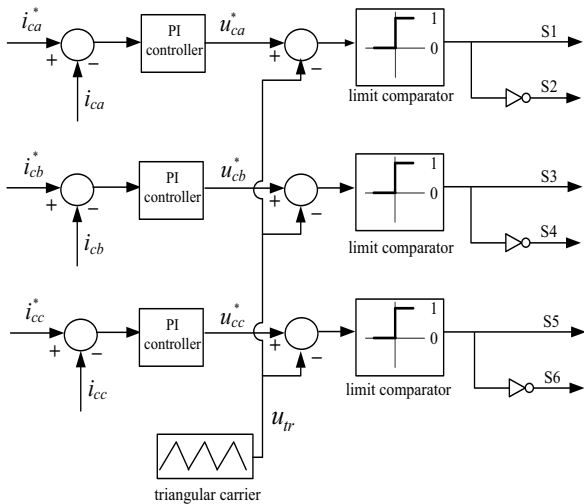 i*ca
+
−
ica
PI
controller
u*ca
+
−
1
0
limit comparator
S1
S2
i*cb
+
−
icb
PI
controller
u*cb
+
−
1
0
limit comparator
S3
S4
i*cc
+
−
icc
PI
controller
u*cc
+
−
1
0
limit comparator
S5
S6
utr
triangular carrier